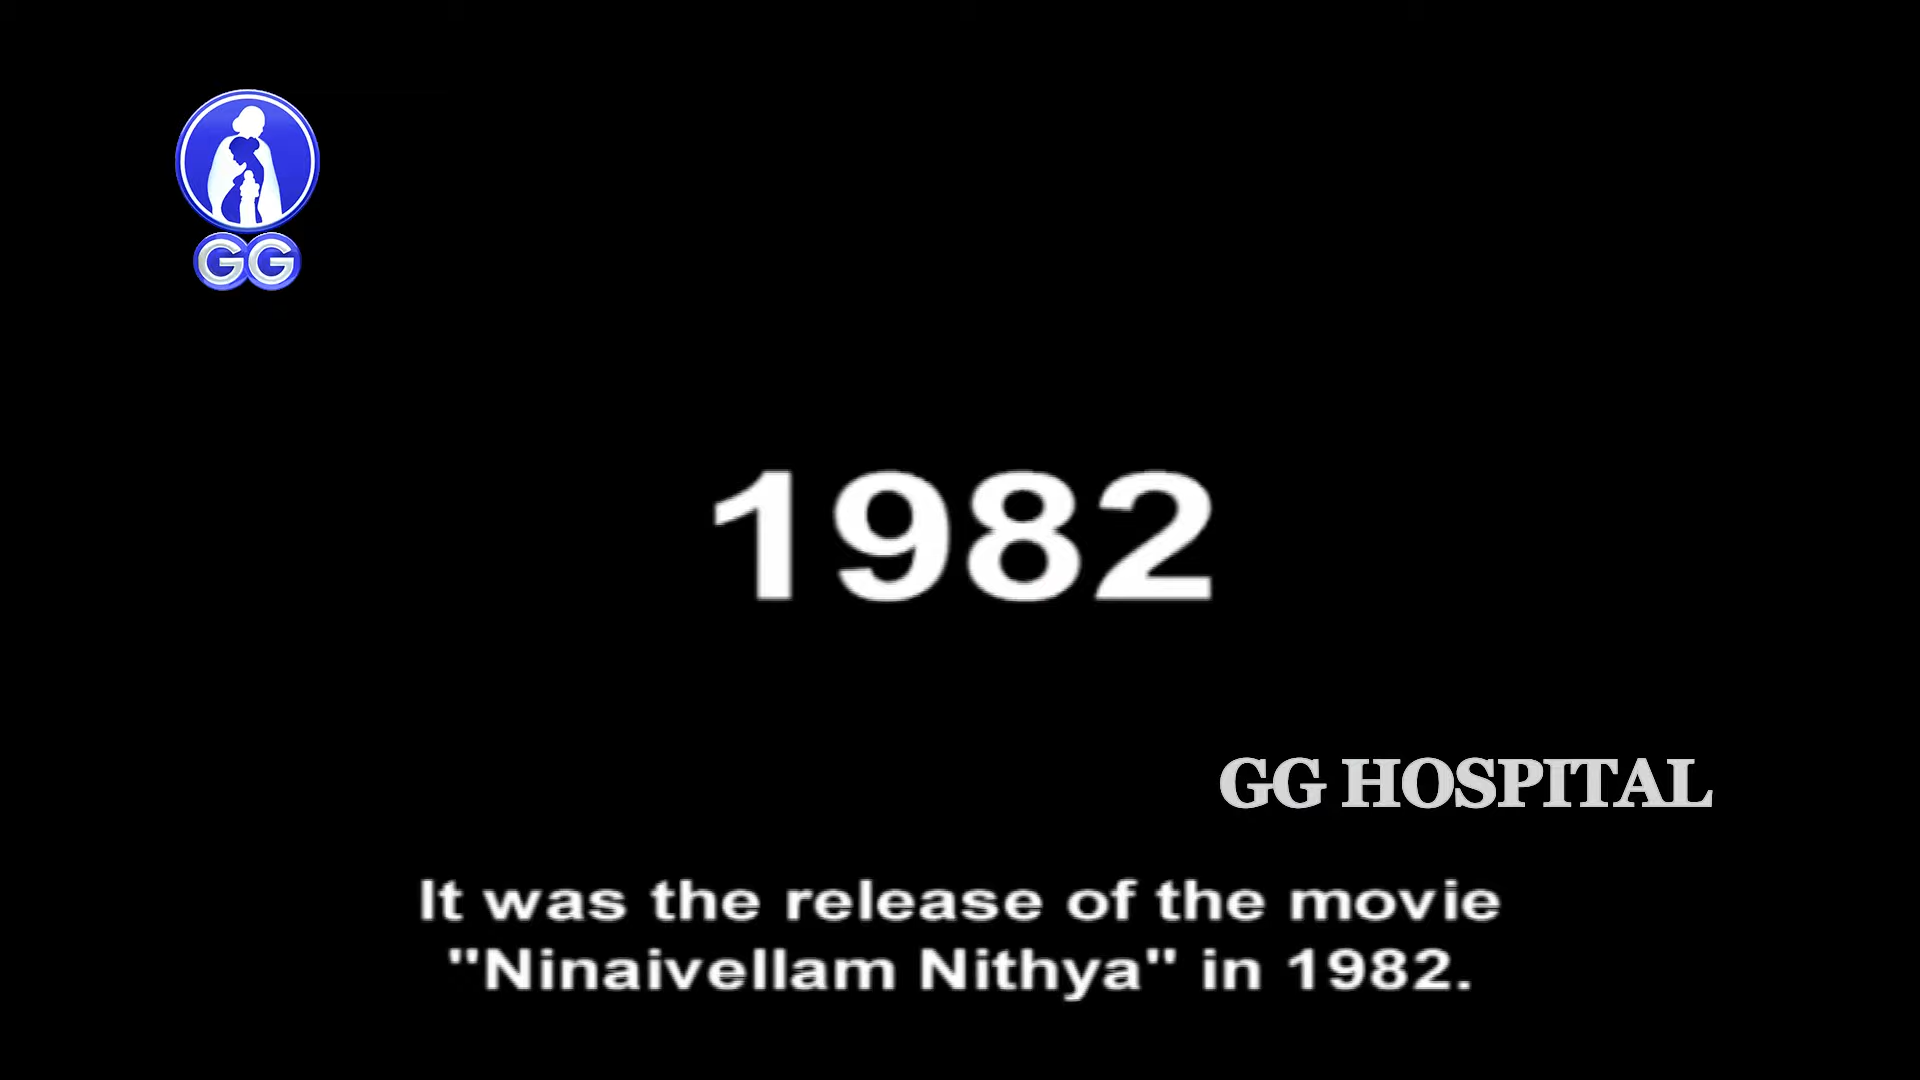 GG
1982
GG HOSPITAL
It was the release of the movie
"Ninaivellam Nithya" in 1982.